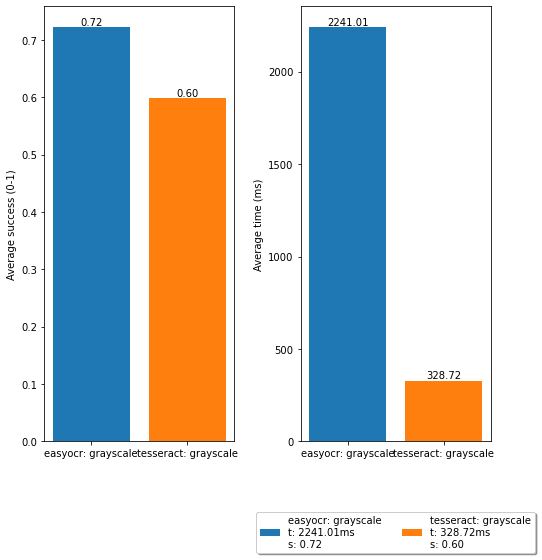 Average success (0-1)
0.7
0.6
0.5
0.4
0.3
0.2
0.1
0.0
0.72
0.60
easyocr: grayscale
tesseract: grayscale
Average time (ms)
2000
1500
1000
500
0
2241.01
328.72
easyocr: grayscale
tesseract: grayscale
easyocr: grayscale
t: 2241.01ms
s: 0.72
tesseract: grayscale
t: 328.72ms
s: 0.60